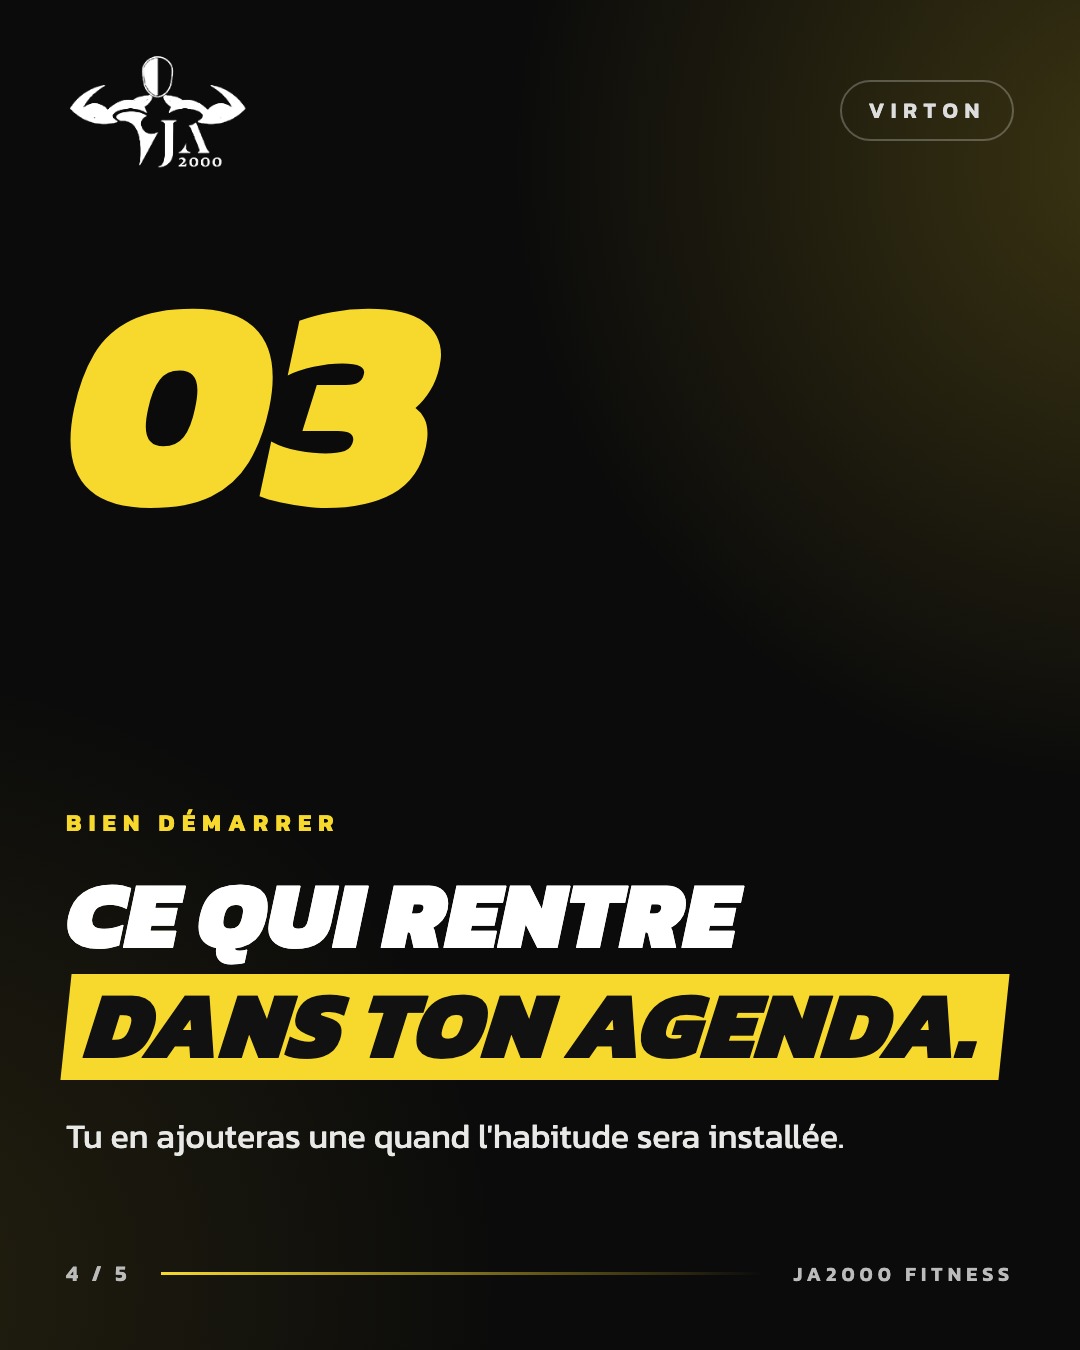 JA
2000
VIRTON
03
BIEN DÉMARRER
CE QUI RENTRE
DANS TON AGENDA.
Tu en ajouteras une quand l'habitude sera installée.
4 / 5
JA2000 FITNESS